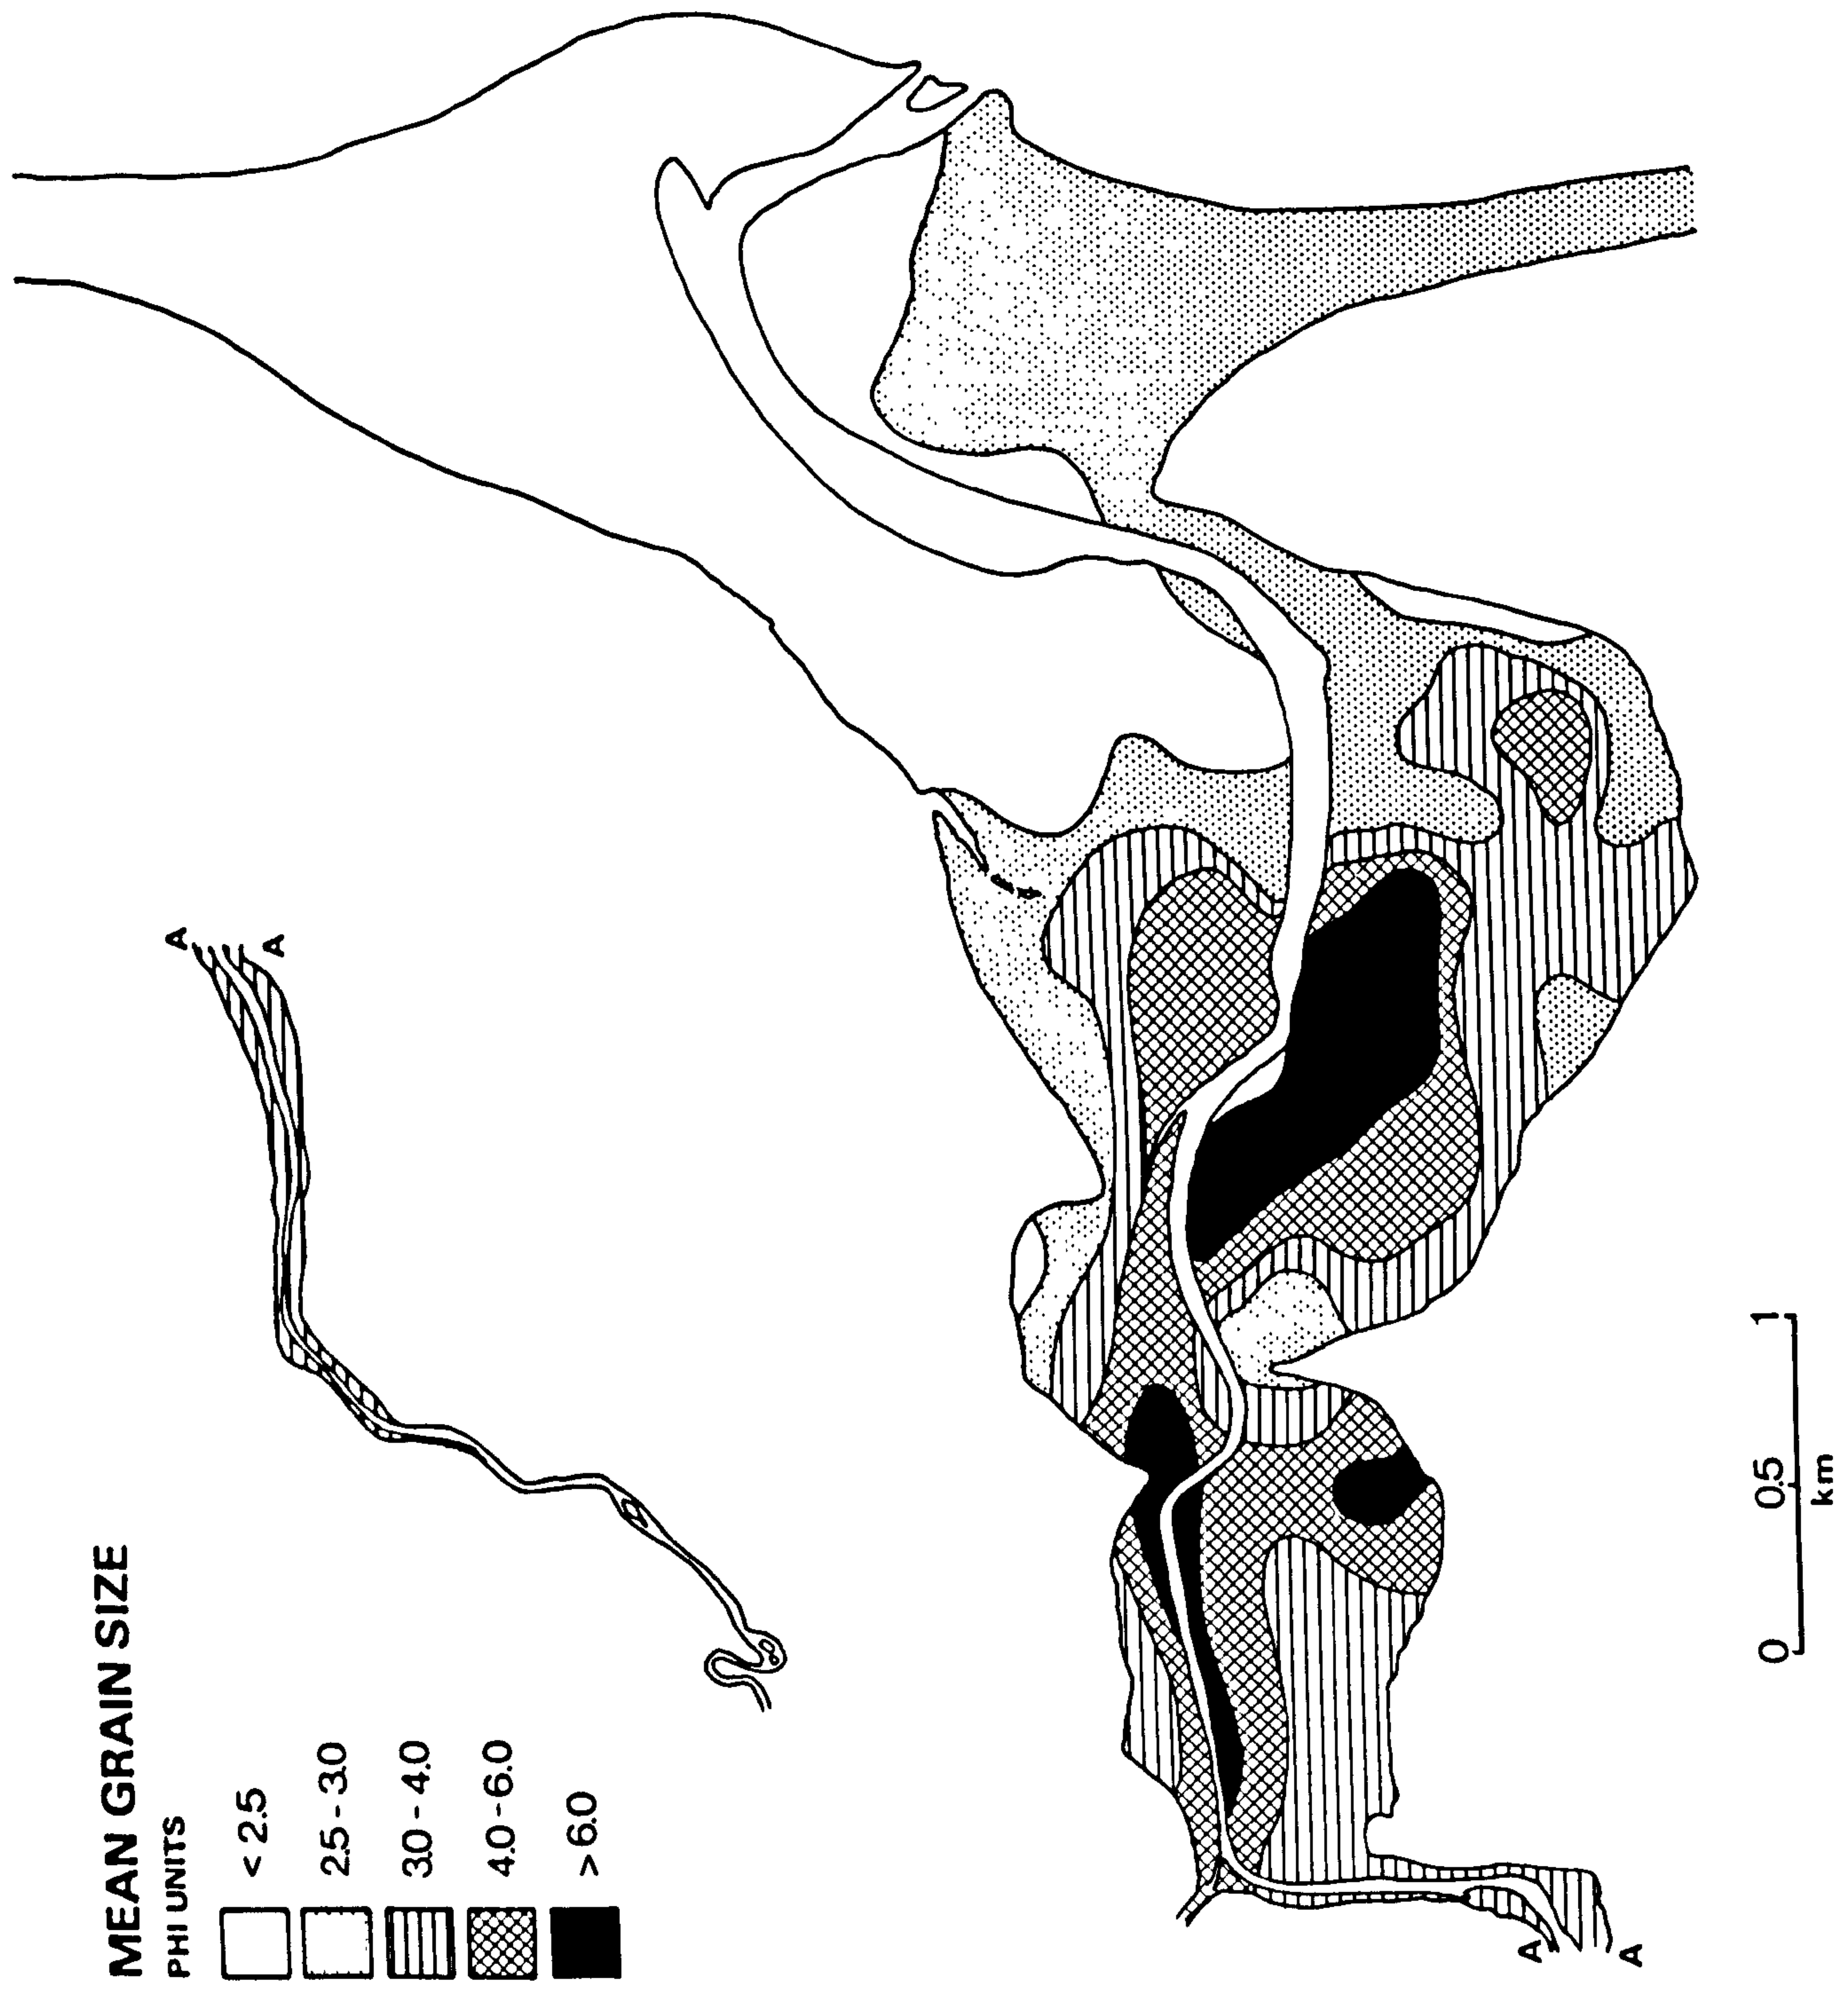 MEAN GRAIN SIZE
PHI UNITS
< 2.5
2.5 - 3.0
3.0 - 4.0
4.0 - 6.0
> 6.0
A
A
A
A
0 0.5 1
km